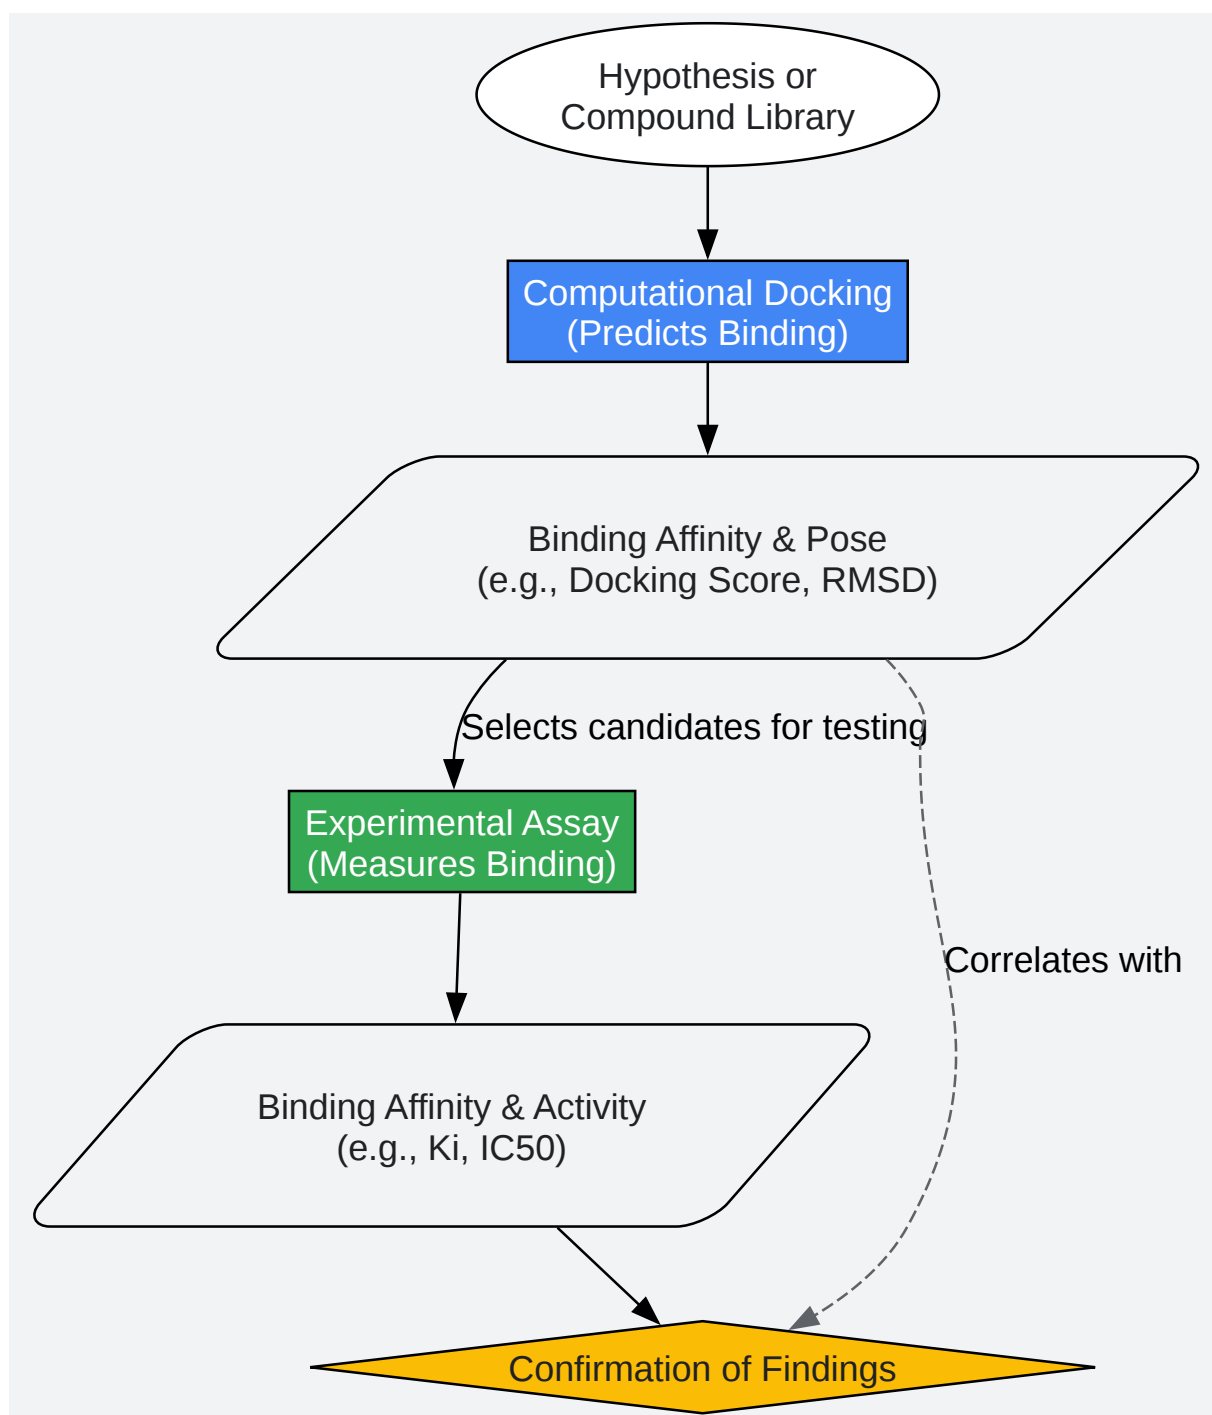 Hypothesis or
Compound Library
Computational Docking
(Predicts Binding)
Binding Affinity & Pose
(e.g., Docking Score, RMSD)
Selects candidates for testing
Experimental Assay
(Measures Binding)
Correlates with
Binding Affinity & Activity
(e.g., Ki, IC50)
Confirmation of Findings